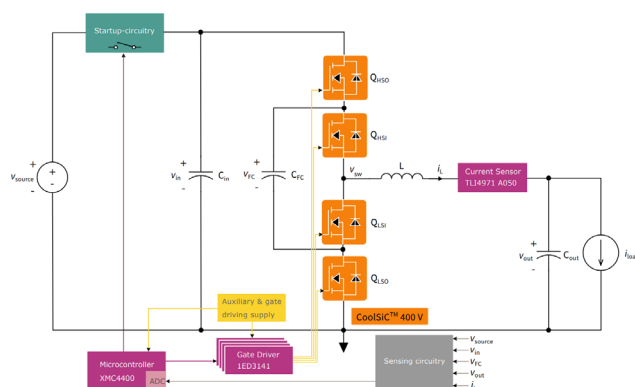 Startup-circuitry
Q_HSO
Q_HSI
v_source
+
+
-
-
+
v_in
-
C_in
+
v_FC
-
C_FC
v_sw
L
i_L
Current Sensor
TLI4971 A050
Q_LSI
Q_LSO
+
v_out
-
C_out
i_loa
Auxiliary & gate
driving supply
CoolSiC™ 400 V
Microcontroller
XMC4400
ADC
Gate Driver
1ED3141
Sensing circuitry
v_source
v_in
v_FC
v_out
i_